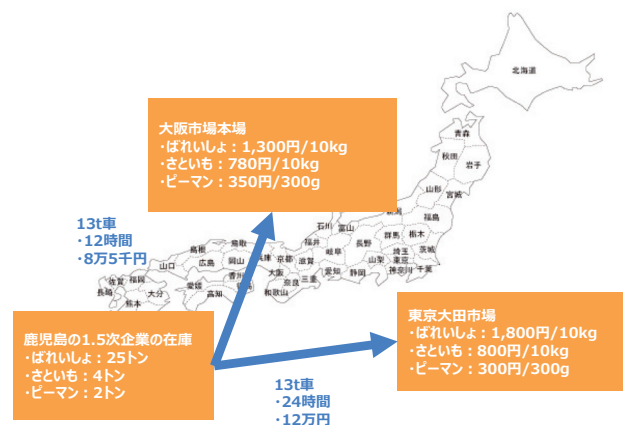 北海道
青森
秋田
岩手
山形
宮城
福島
石川
富山
福井
岐阜
長野
群馬
栃木
埼玉
茨城
東京
山梨
神奈川
千葉
愛知
静岡
鳥取
島根
岡山
広島
山口
京都
滋賀
大阪
奈良
三重
和歌山
香川
愛媛
高知
佐賀
福岡
長崎
大分
熊本
大阪市場本場
・ばれいしょ：1,300円/10kg
・さといも：780円/10kg
・ピーマン：350円/300g
13t車
・12時間
・8万5千円
鹿児島の1.5次企業の在庫
・ばれいしょ：25トン
・さといも：4トン
・ピーマン：2トン
13t車
・24時間
・12万円
東京大田市場
・ばれいしょ：1,800円/10kg
・さといも：800円/10kg
・ピーマン：300円/300g